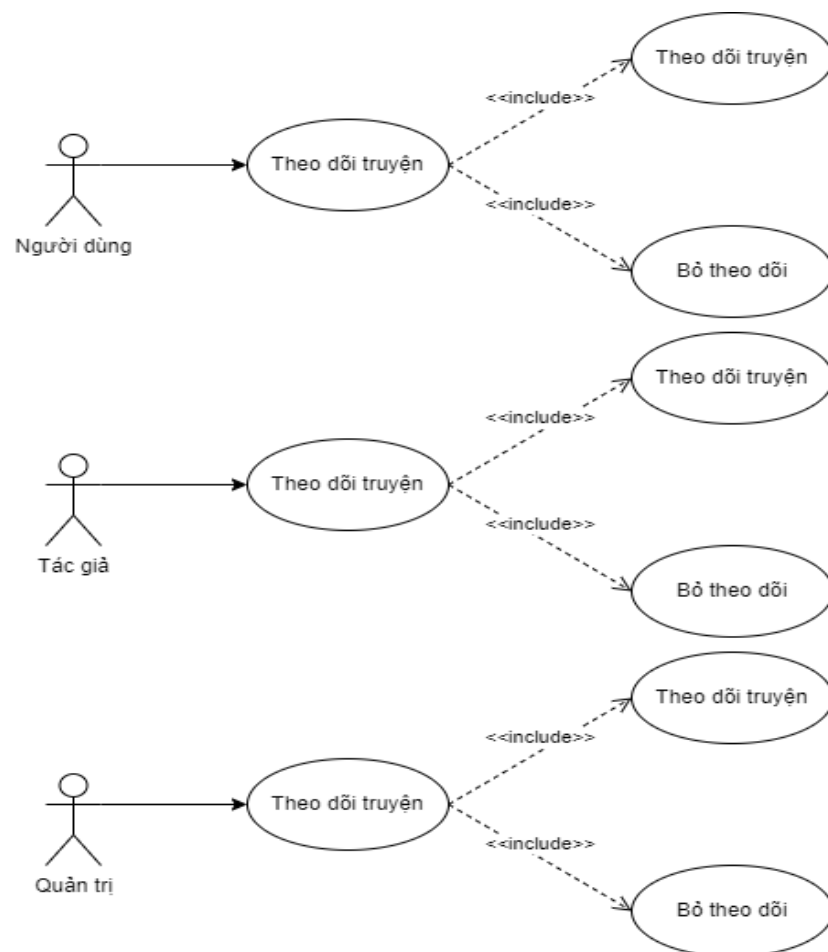 Theo dõi truyện
<<include>>
Theo dõi truyện
<<include>>
Người dùng
Bỏ theo dõi
Theo dõi truyện
<<include>>
Theo dõi truyện
<<include>>
Tác giả
Bỏ theo dõi
Theo dõi truyện
<<include>>
Theo dõi truyện
<<include>>
Quản trị
Bỏ theo dõi